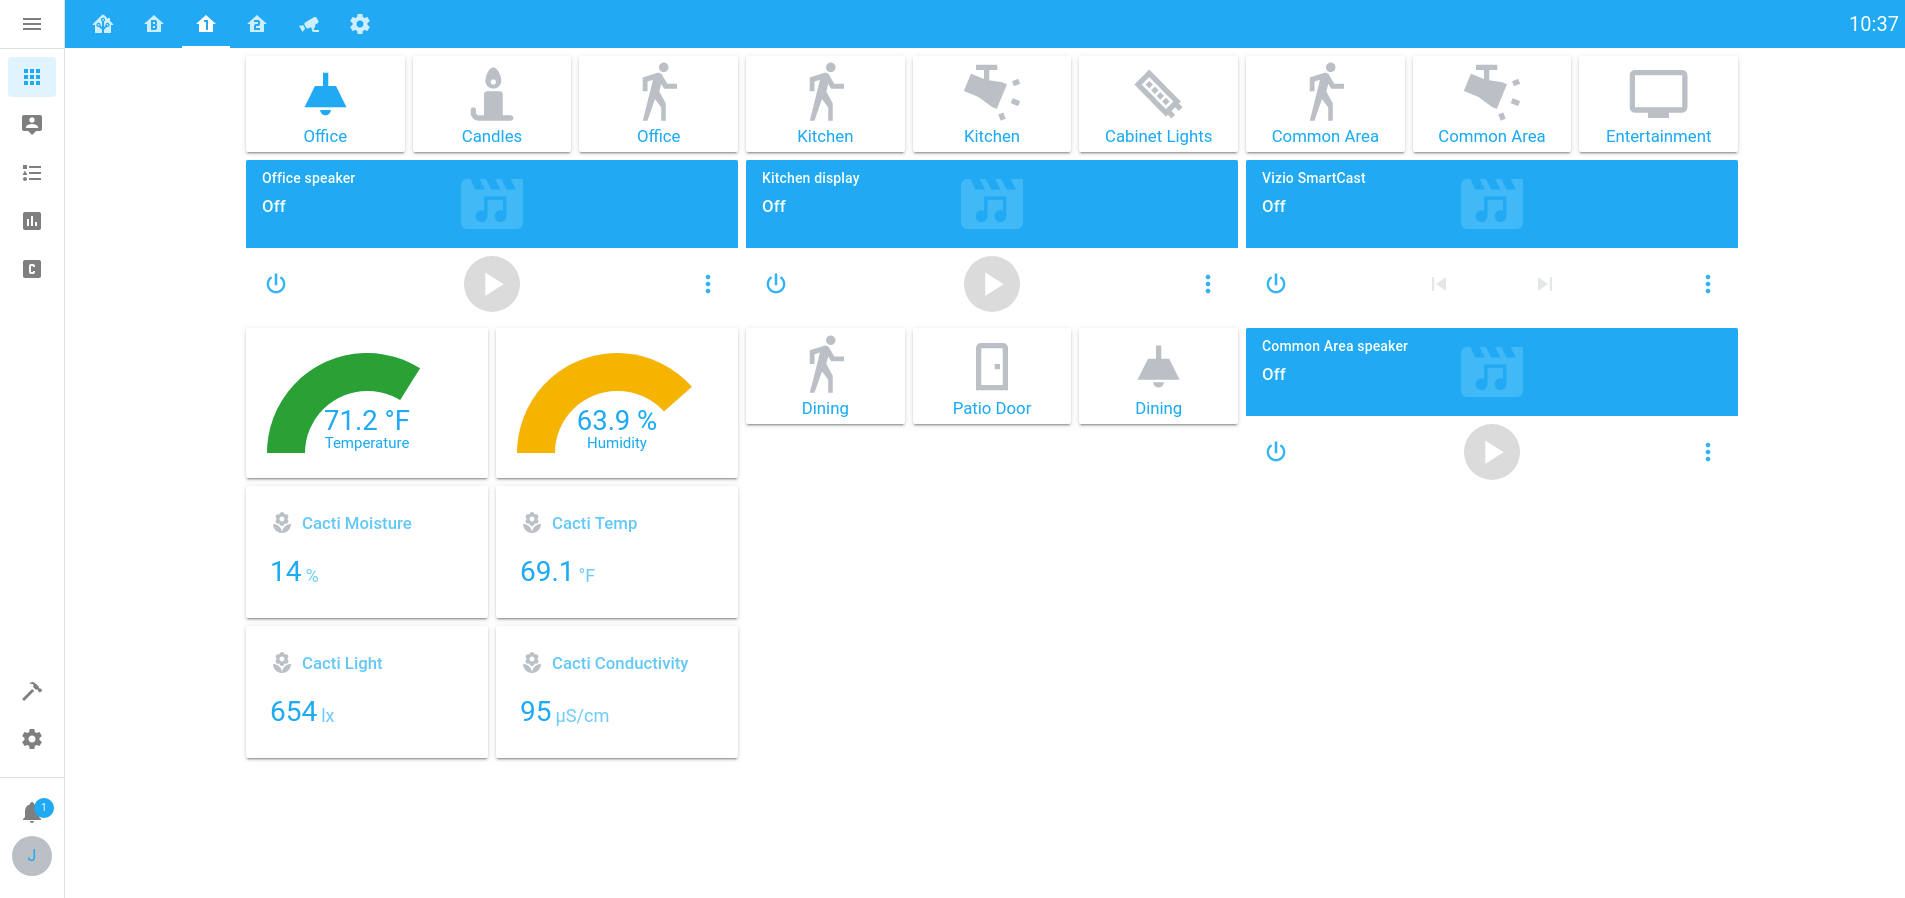 B 1 2 10:37
Office Candles Office Kitchen Kitchen Cabinet Lights Common Area Common Area Entertainment
Office speaker
Off
Kitchen display
Off
Vizio SmartCast
Off
C
71.2 °F
Temperature
63.9 %
Humidity
Dining Patio Door Dining
Common Area speaker
Off
Cacti Moisture
14 %
Cacti Temp
69.1 °F
Cacti Light
654 lx
Cacti Conductivity
95 µS/cm
1
J